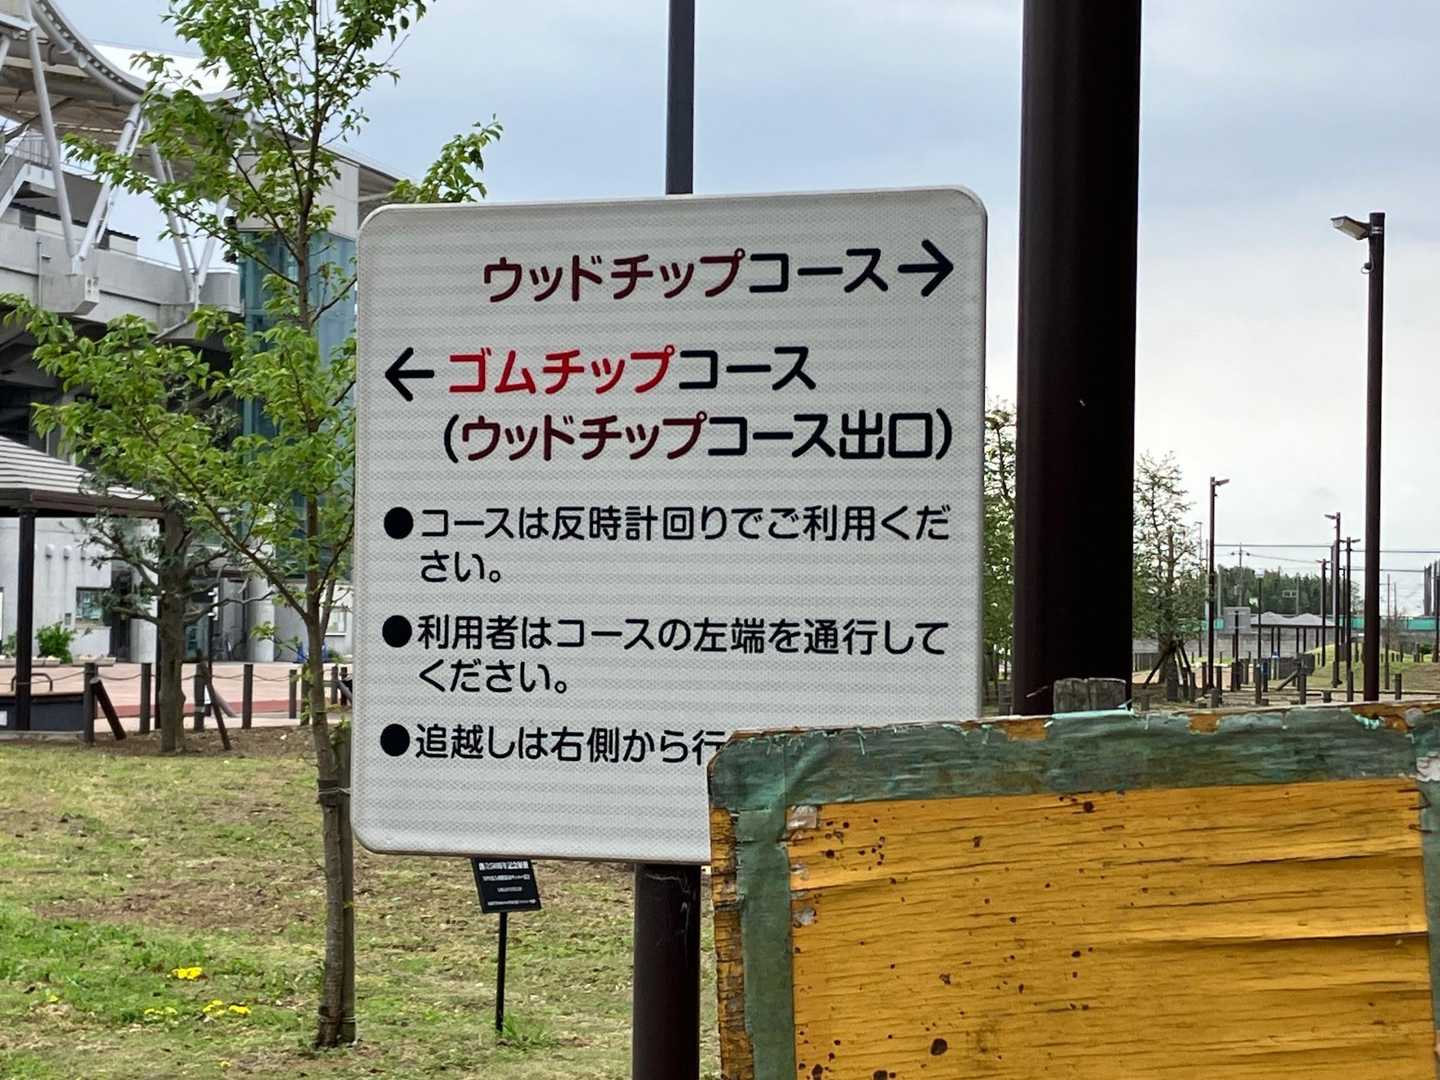 ウッドチップコース→
←ゴムチップコース
(ウッドチップコース出口)
●コースは反時計回りでご利用くだ
さい。
●利用者はコースの左端を通行して
ください。
●追越しは右側から行